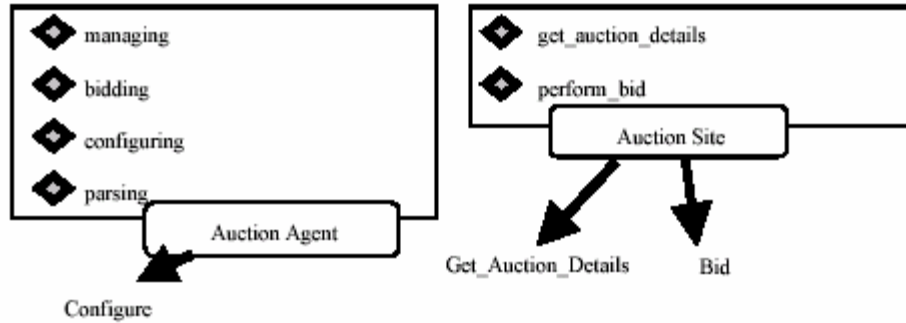 managing
bidding
configuring
parsing
Auction Agent
Configure
get_auction_details
perform_bid
Auction Site
Get_Auction_Details
Bid